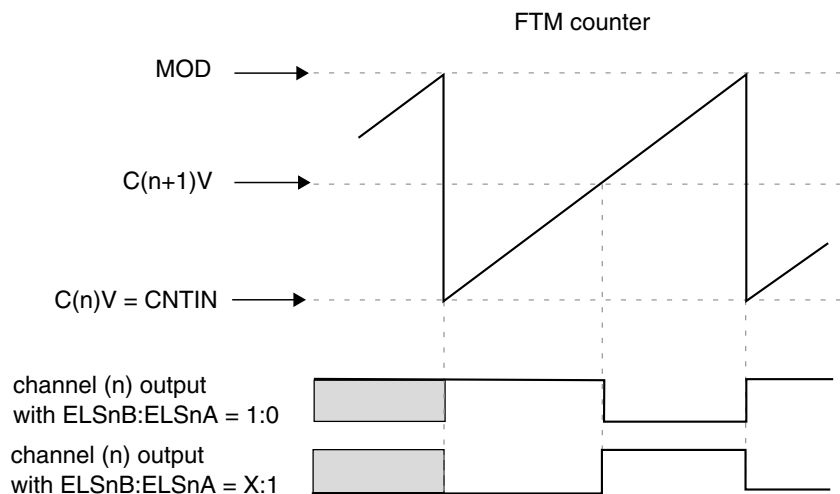 FTM counter
MOD
C(n+1)V
C(n)V = CNTIN
channel (n) output
with ELSnB:ELSnA = 1:0
channel (n) output
with ELSnB:ELSnA = X:1